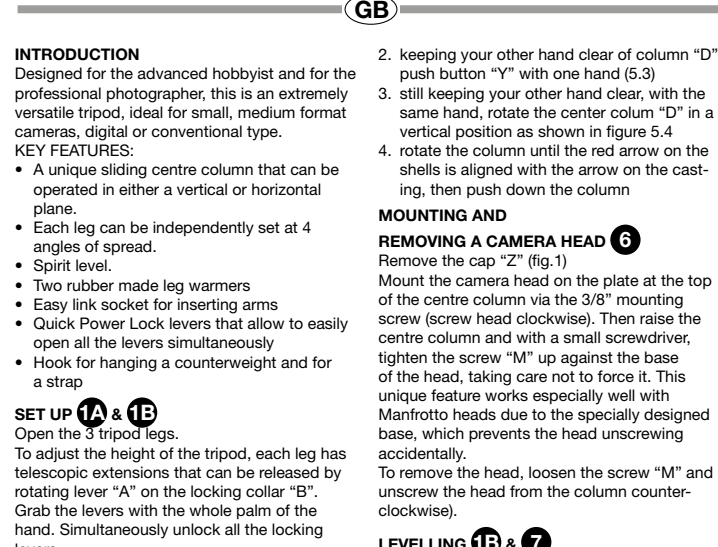 GB
INTRODUCTION
Designed for the advanced hobbyist and for the
professional photographer, this is an extremely
versatile tripod, ideal for small, medium format
cameras, digital or conventional type.
KEY FEATURES:
• A unique sliding centre column that can be
operated in either a vertical or horizontal
plane.
• Each leg can be independently set at 4
angles of spread.
• Spirit level.
• Two rubber made leg warmers
• Easy link socket for inserting arms
• Quick Power Lock levers that allow to easily
open all the levers simultaneously
• Hook for hanging a counterweight and for
a strap
SET UP 1A & 1B
Open the 3 tripod legs.
To adjust the height of the tripod, each leg has
telescopic extensions that can be released by
rotating lever “A” on the locking collar “B”.
Grab the levers with the whole palm of the
hand. Simultaneously unlock all the locking
2. keeping your other hand clear of column “D”
push button “Y” with one hand (5.3)
3. still keeping your other hand clear, with the
same hand, rotate the center colum “D” in a
vertical position as shown in figure 5.4
4. rotate the column until the red arrow on the
shells is aligned with the arrow on the cast-
ing, then push down the column
MOUNTING AND
REMOVING A CAMERA HEAD 6
Remove the cap “Z” (fig.1)
Mount the camera head on the plate at the top
of the centre column via the 3/8” mounting
screw (screw head clockwise). Then raise the
centre column and with a small screwdriver,
tighten the screw “M” up against the base
of the head, taking care not to force it. This
unique feature works especially well with
Manfrotto heads due to the specially designed
base, which prevents the head unscrewing
accidentally.
To remove the head, loosen the screw “M” and
unscrew the head from the column counter-
clockwise).
LEVELLING 1B & 7